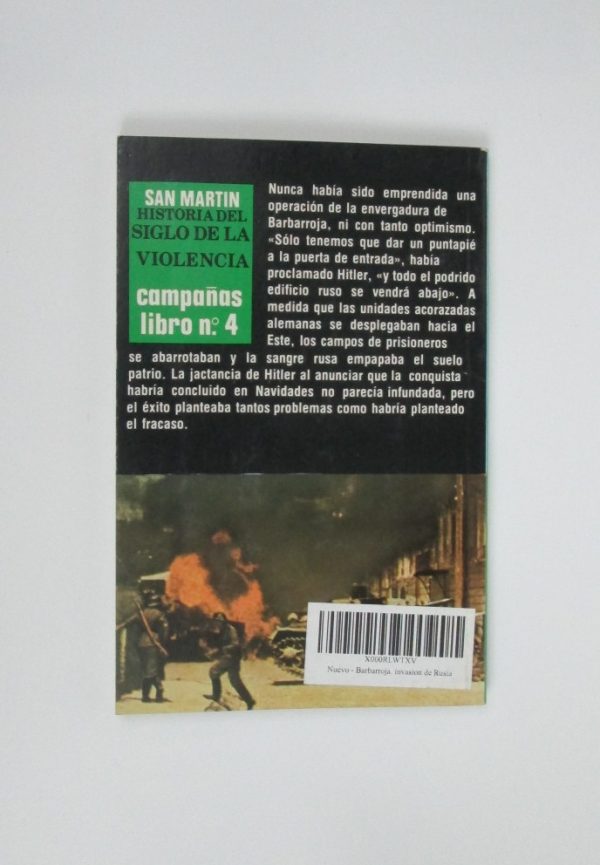 SAN MARTIN
HISTORIA DEL
SIGLO DE LA
VIOLENCIA
campañas
libro n.º 4
Nunca había sido emprendida una
operación de la envergadura de
Barbarroja, ni con tanto optimismo.
«Sólo tenemos que dar un puntapié
a la puerta de entrada», había
proclamado Hitler, «y todo el podrido
edificio ruso se vendrá abajo». A
medida que las unidades acorazadas
alemanas se desplegaban hacia el
Este, los campos de prisioneros
se abarrotaban y la sangre rusa empapaba el suelo
patrio. La jactancia de Hitler al anunciar que la conquista
habría concluido en Navidades no parecía infundada, pero
el éxito planteaba tantos problemas como habría planteado
el fracaso.
X000RLWTXV
Nuevo - Barbarroja. invasion de Rusia